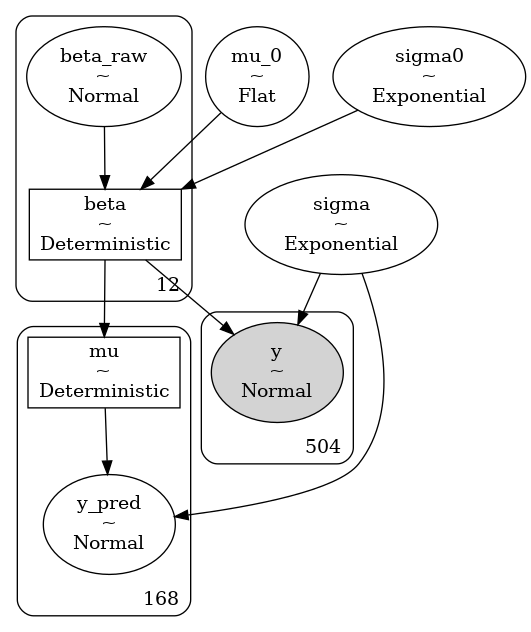 beta_raw
~
Normal
mu_0
~
Flat
sigma0
~
Exponential
beta
~
Deterministic
12
sigma
~
Exponential
mu
~
Deterministic
y
~
Normal
504
y_pred
~
Normal
168